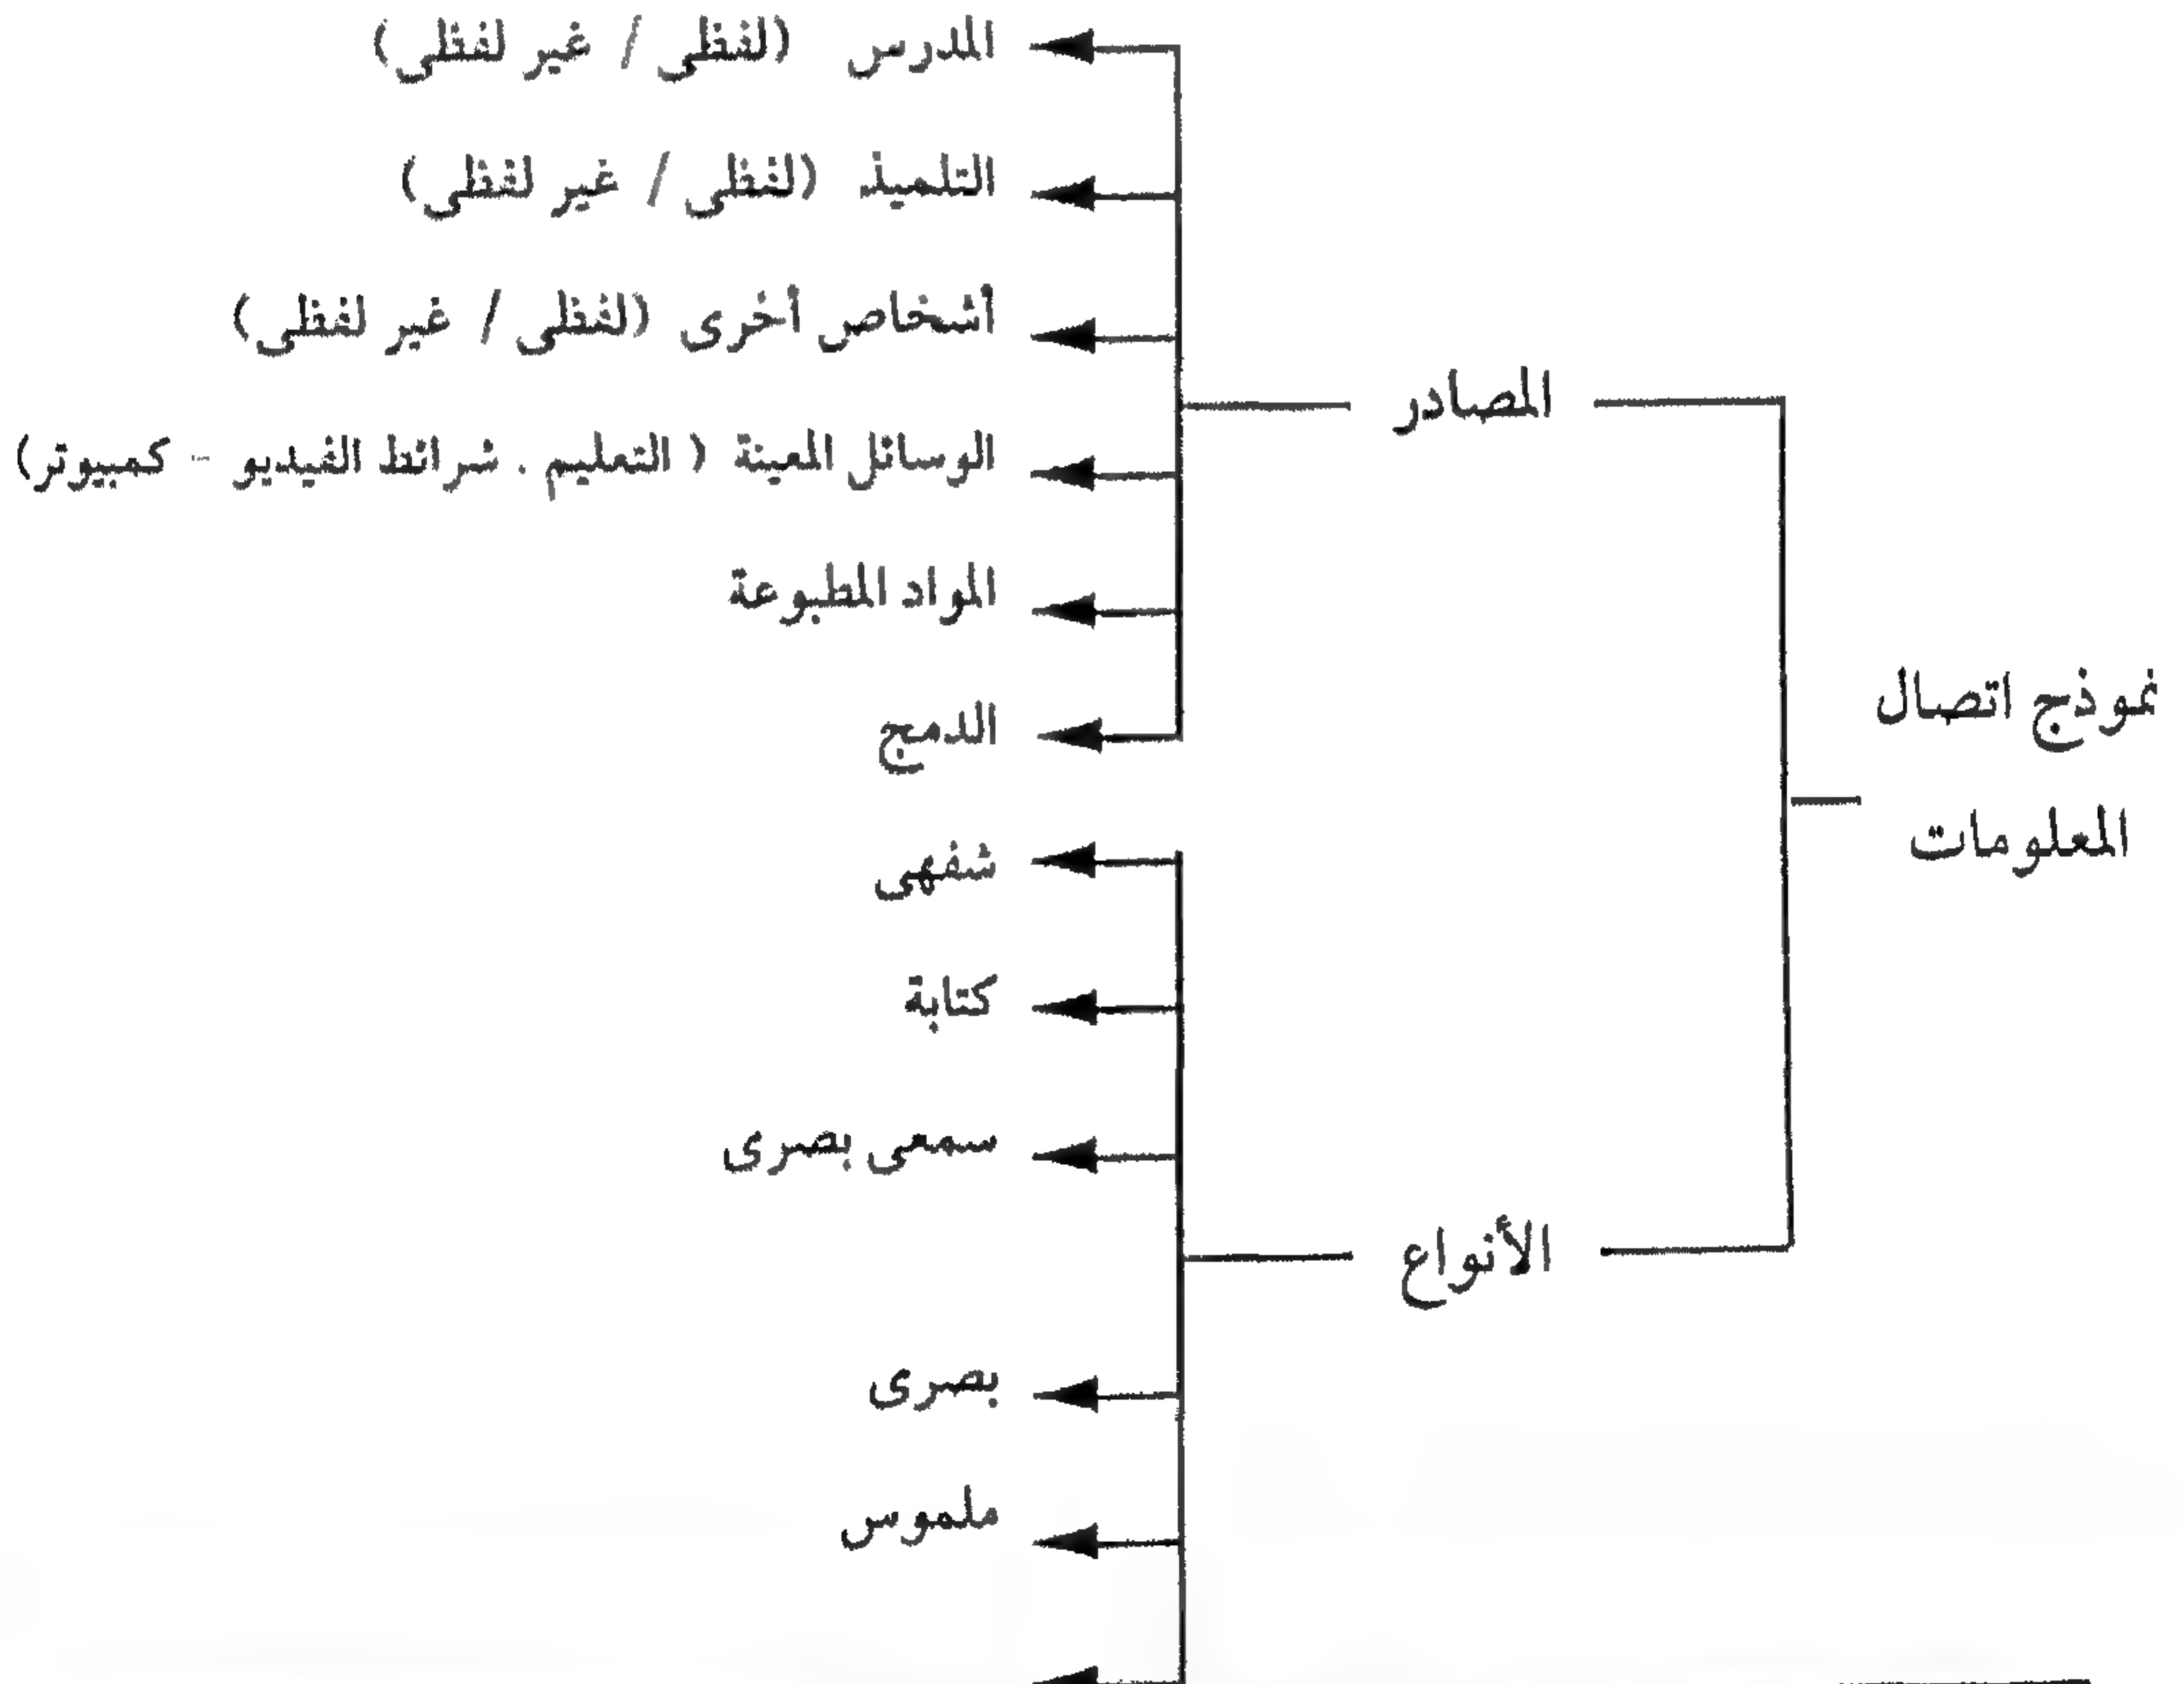 المدرس (لفظى / غير لفظى)
التلميذ (لفظى / غير لفظى)
أشخاص أخرى (لفظى / غير لفظى)
المصادر
الوسائل المعينة ( التعليم . شرائط الفيديو - كمبيوتر)
المواد المطبوعة
نموذج اتصال
الدمج
المعلومات
شفهى
كتابة
سمعى بصرى
الأنواع
بصرى
ملموس